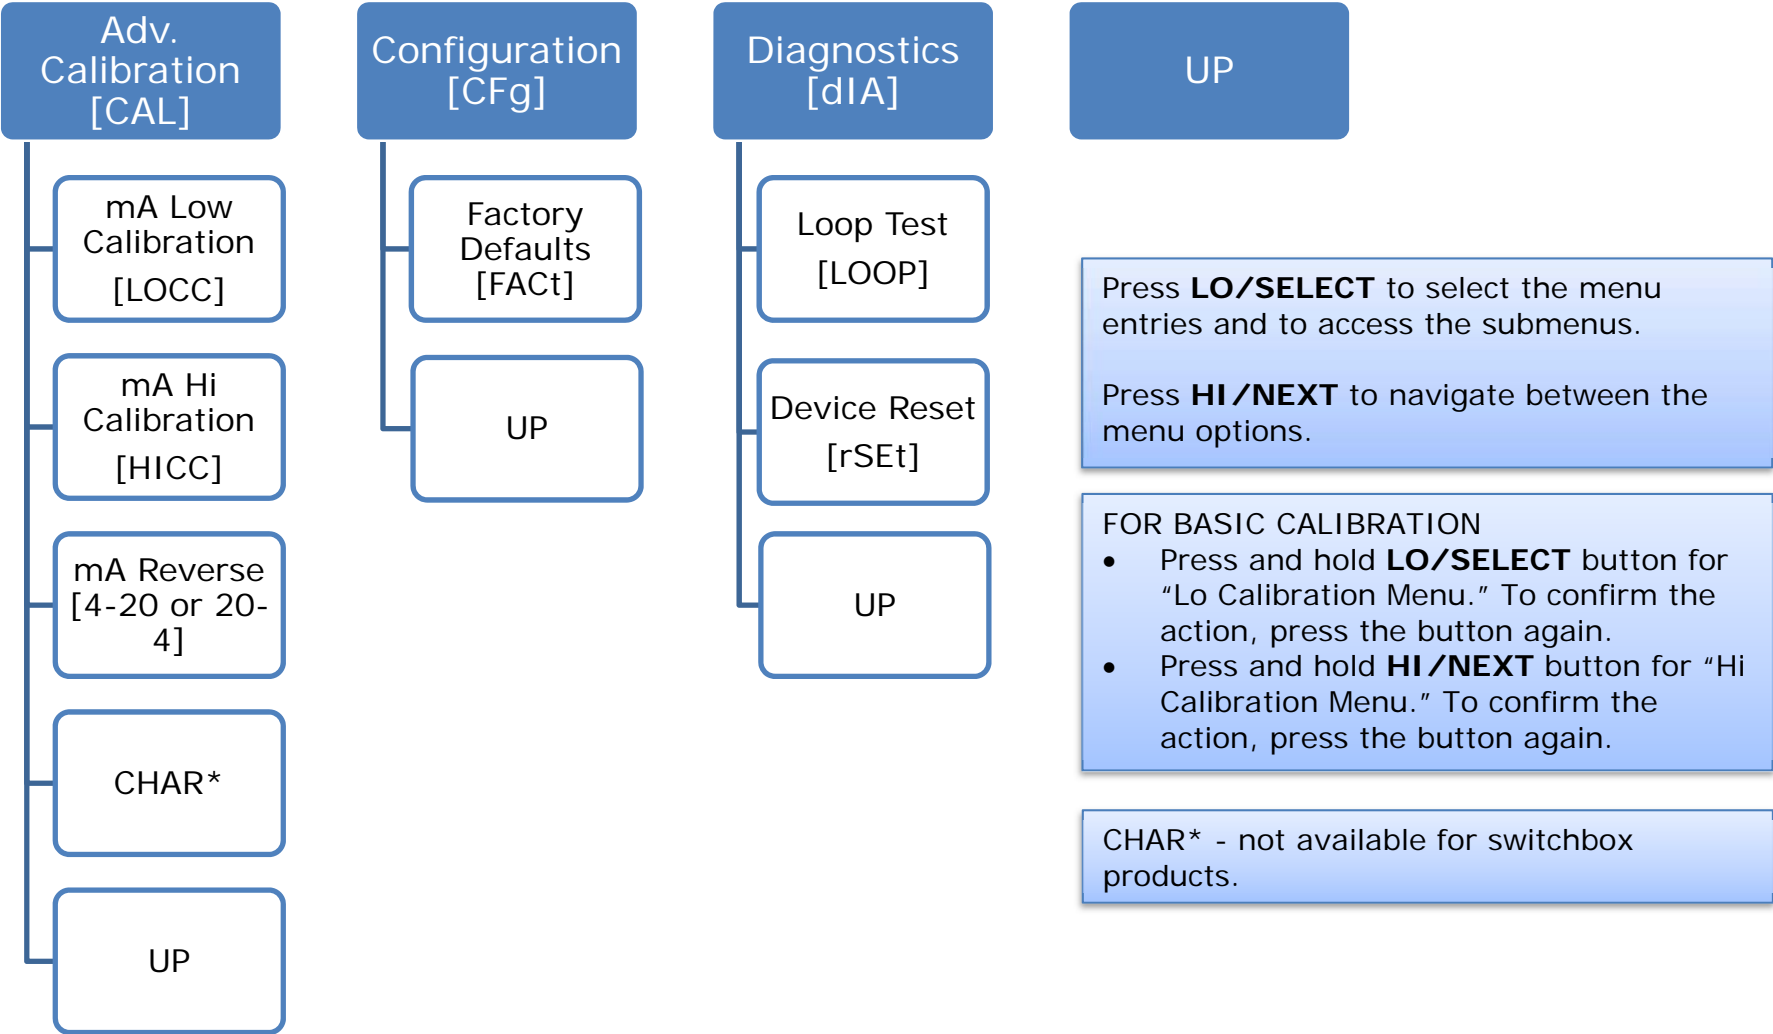 Adv.
Calibration
[CAL]
mA Low
Calibration
[LOCC]
mA Hi
Calibration
[HICC]
mA Reverse
[4-20 or 20-
4]
CHAR*
UP
Configuration
[CFg]
Factory
Defaults
[FACt]
UP
Diagnostics
[dIA]
Loop Test
[LOOP]
Device Reset
[rSEt]
UP
UP
Press LO/SELECT to select the menu
entries and to access the submenus.
Press HI/NEXT to navigate between the
menu options.
FOR BASIC CALIBRATION
• Press and hold LO/SELECT button for
“Lo Calibration Menu.” To confirm the
action, press the button again.
• Press and hold HI/NEXT button for “Hi
Calibration Menu.” To confirm the
action, press the button again.
CHAR* - not available for switchbox
products.